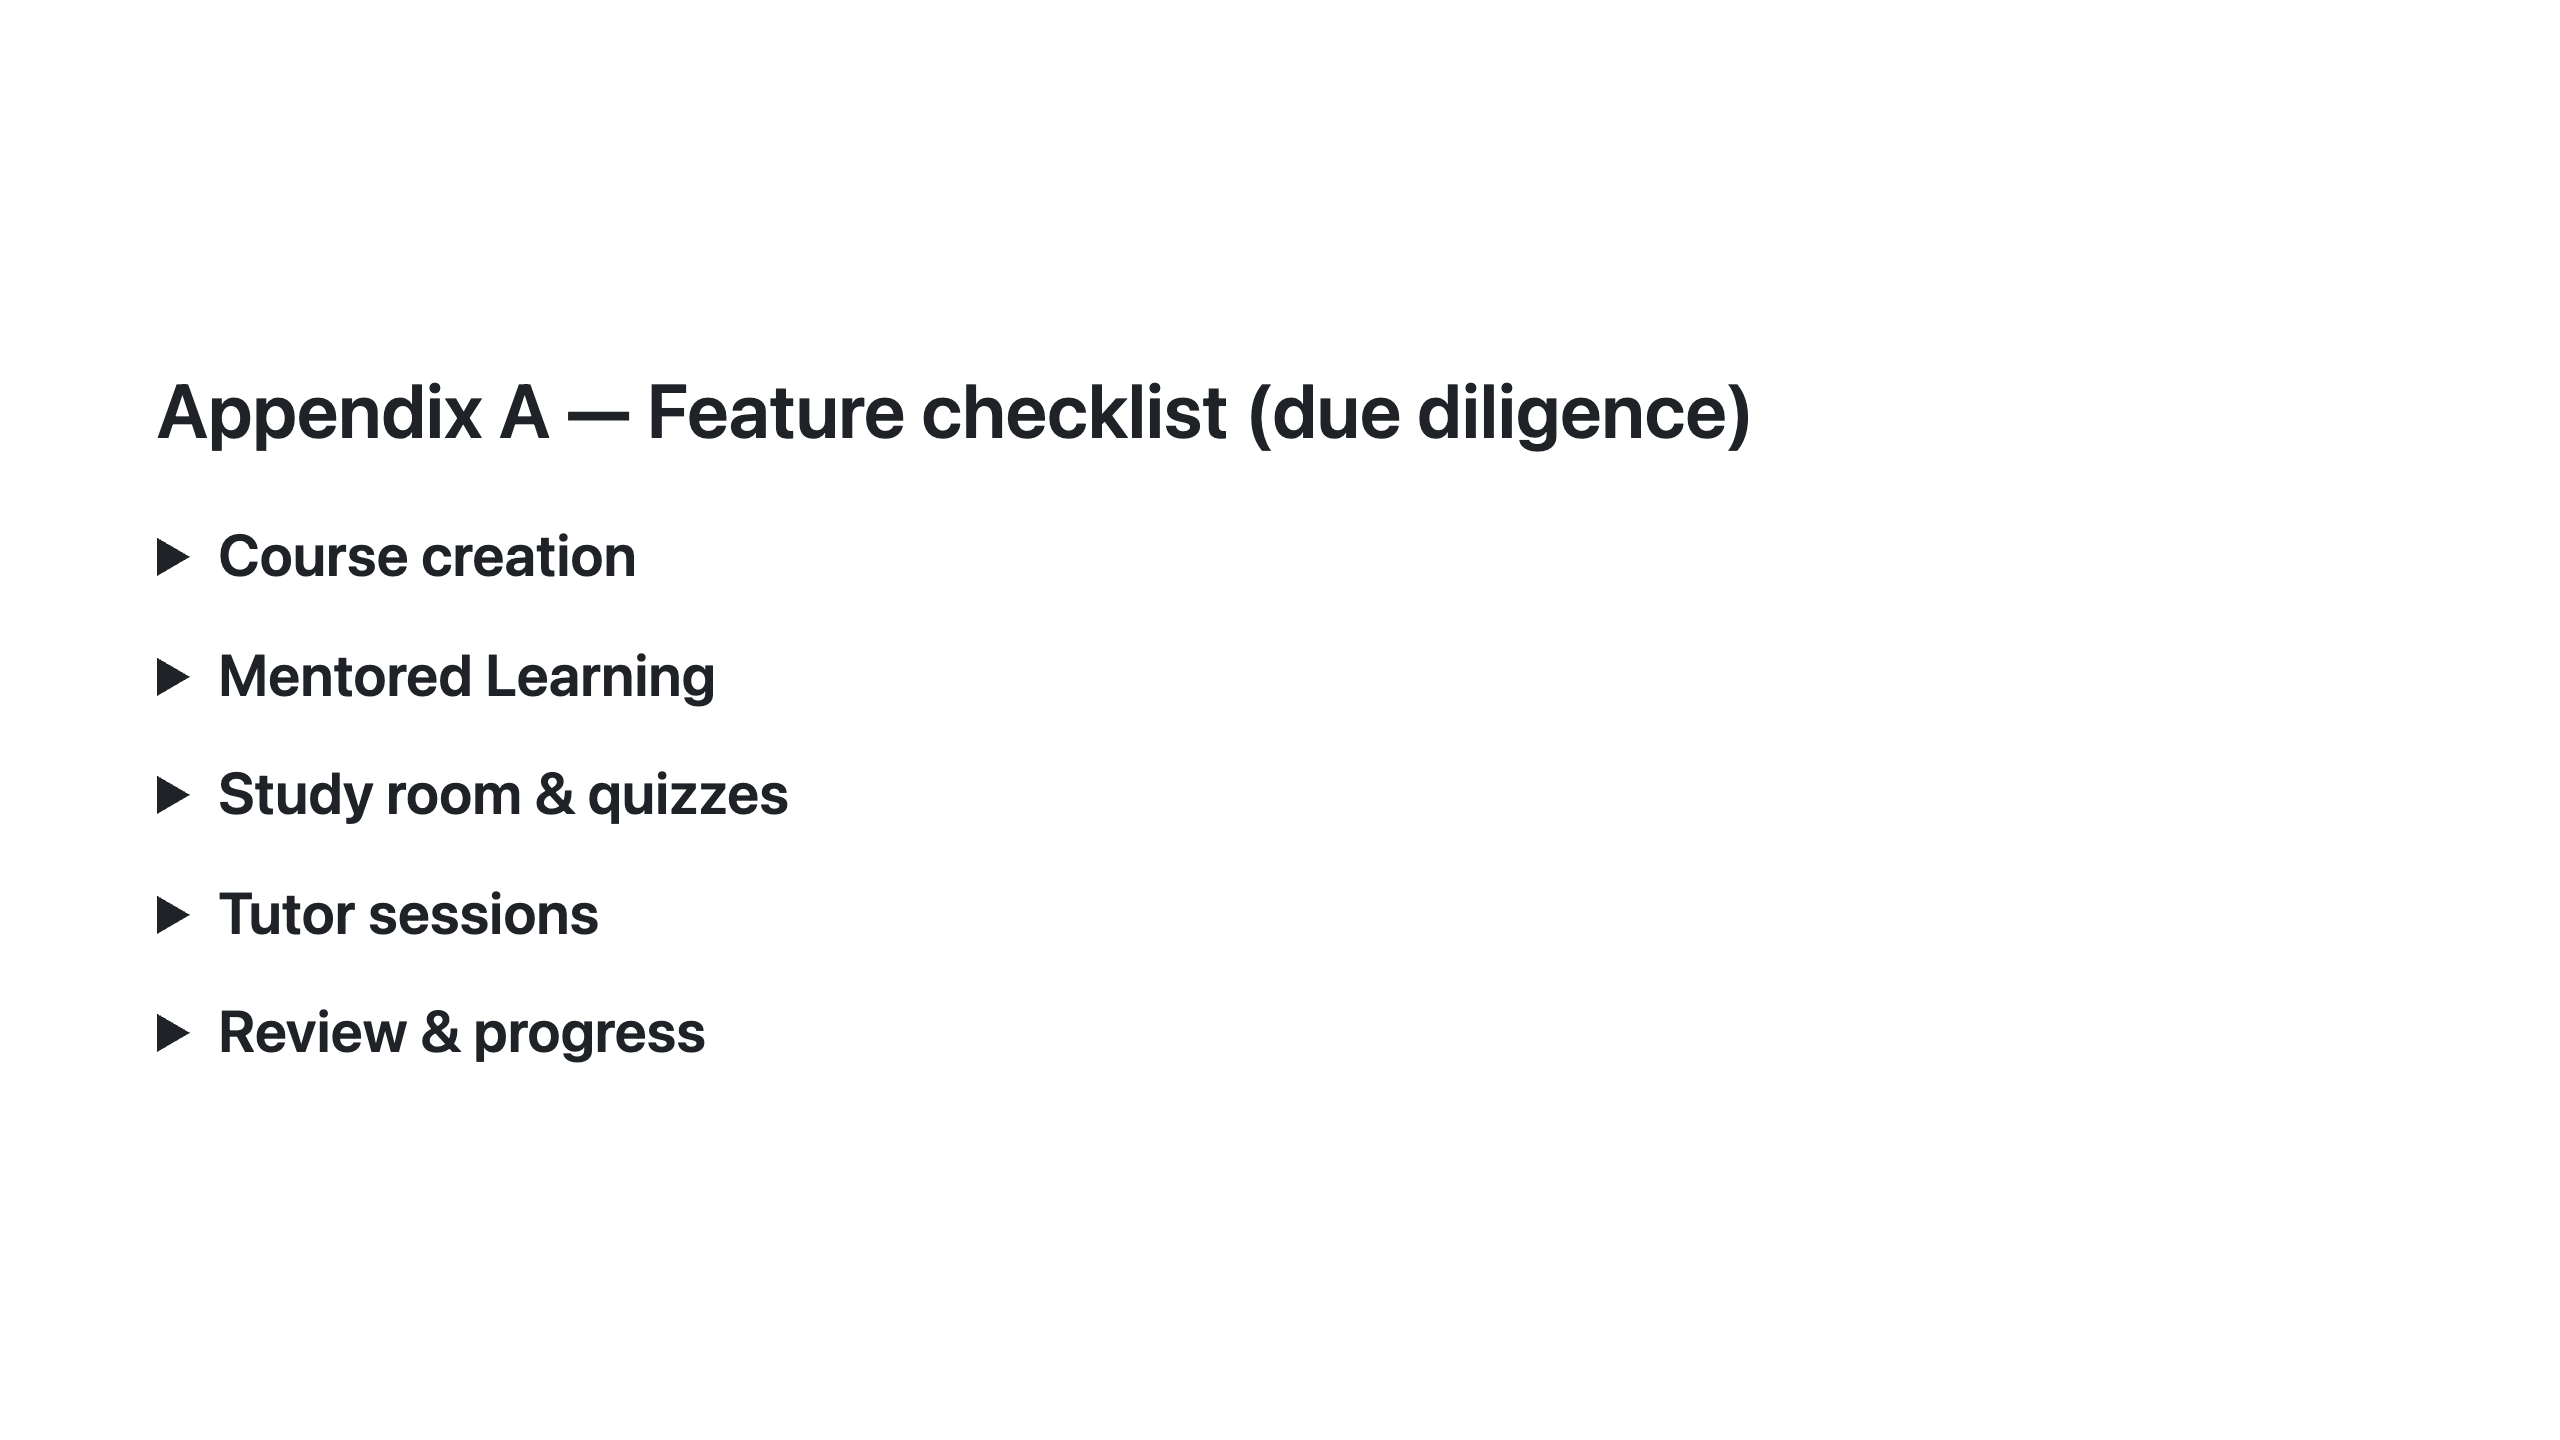 Appendix A — Feature checklist (due diligence)
▶ Course creation
▶ Mentored Learning
▶ Study room & quizzes
▶ Tutor sessions
▶ Review & progress